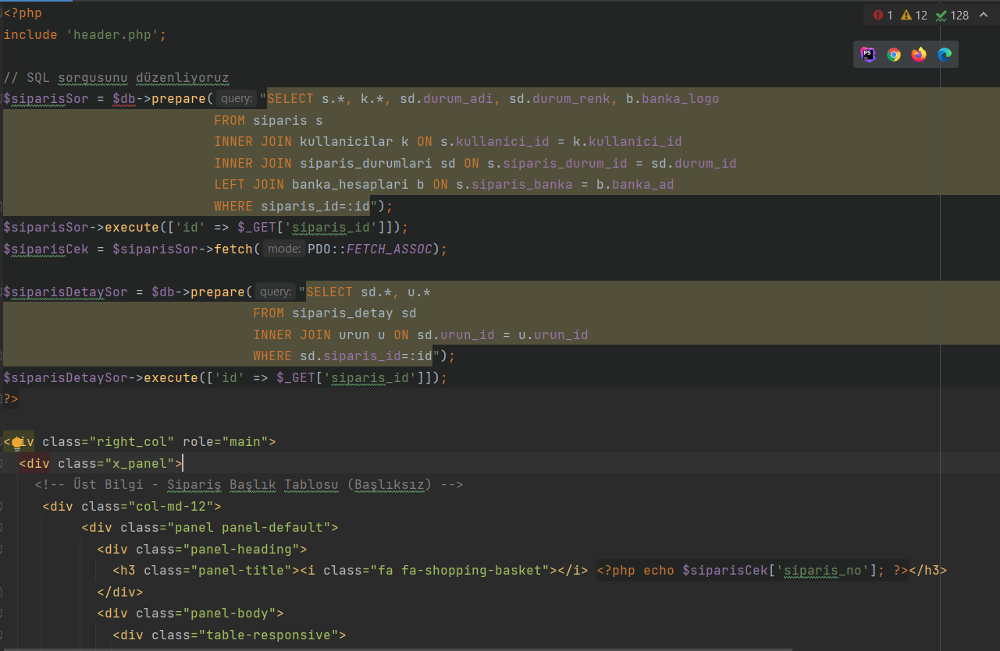 <?php
1 12 128
include 'header.php';
// SQL sorgusunu düzenliyoruz
$siparisSor = $db->prepare( query: "SELECT s.*, k.*, sd.durum_adi, sd.durum_renk, b.banka_logo
FROM siparis s
INNER JOIN kullanicilar k ON s.kullanici_id = k.kullanici_id
INNER JOIN siparis_durumlari sd ON s.siparis_durum_id = sd.durum_id
LEFT JOIN banka_hesaplari b ON s.siparis_banka = b.banka_ad
WHERE siparis_id=:id");
$siparisSor->execute(['id' => $_GET['siparis_id']]);
$siparisCek = $siparisSor->fetch( mode: PDO::FETCH_ASSOC);
$siparisDetaySor = $db->prepare( query: "SELECT sd.*, u.*
FROM siparis_detay sd
INNER JOIN urun u ON sd.urun_id = u.urun_id
WHERE sd.siparis_id=:id");
$siparisDetaySor->execute(['id' => $_GET['siparis_id']]);
?>
<div class="right_col" role="main">
<div class="x_panel">
<!-- Üst Bilgi - Sipariş Başlık Tablosu (Başlıksız) -->
<div class="col-md-12">
<div class="panel panel-default">
<div class="panel-heading">
<h3 class="panel-title"><i class="fa fa-shopping-basket"></i> <?php echo $siparisCek['siparis_no']; ?></h3>
</div>
<div class="panel-body">
<div class="table-responsive">